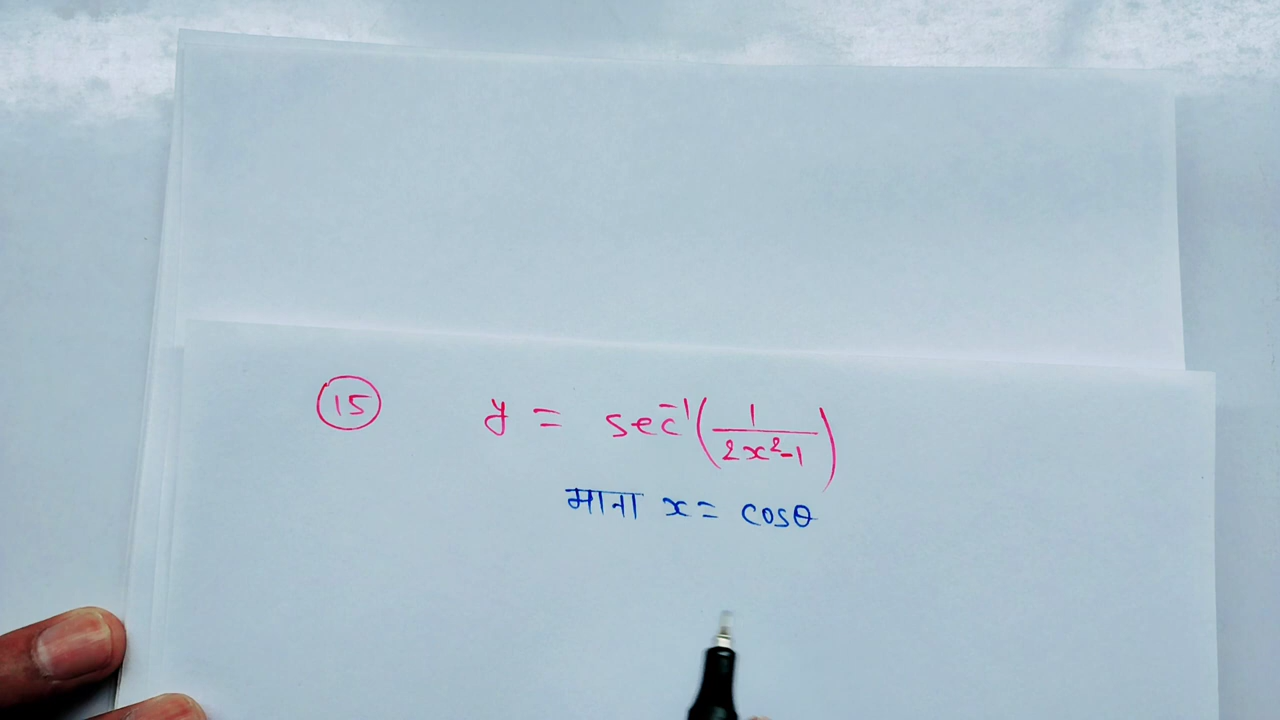 (15) y = sec⁻¹(1/(2x²-1))
माना x = cosθ